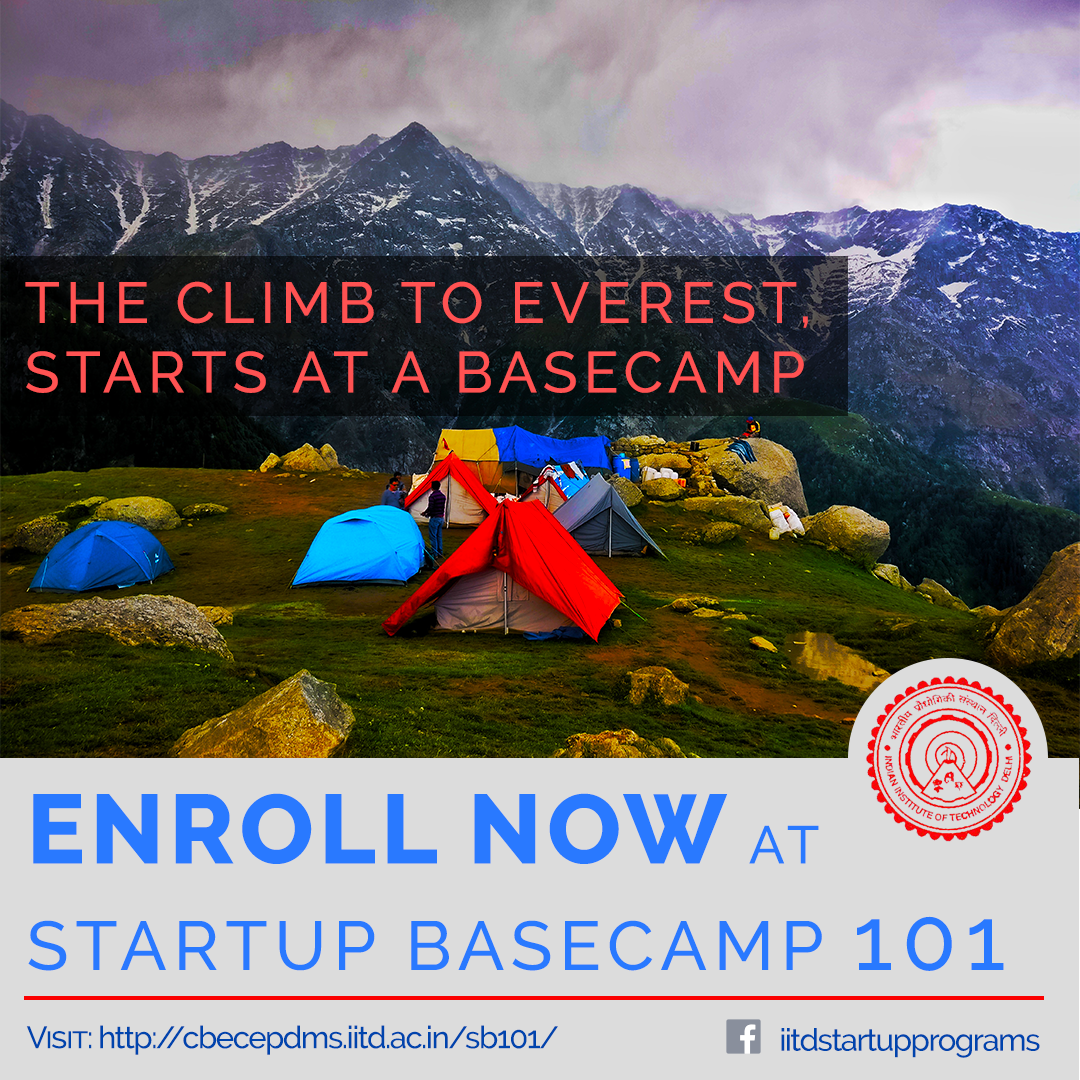 THE CLIMB TO EVEREST,
STARTS AT A BASECAMP
भारतीय प्रौद्योगिकी संस्थान दिल्ली
INDIAN INSTITUTE OF TECHNOLOGY DELHI
ENROLL NOW AT
STARTUP BASECAMP 101
VISIT: http://cbecepdms.iitd.ac.in/sb101/
iitdstartupprograms